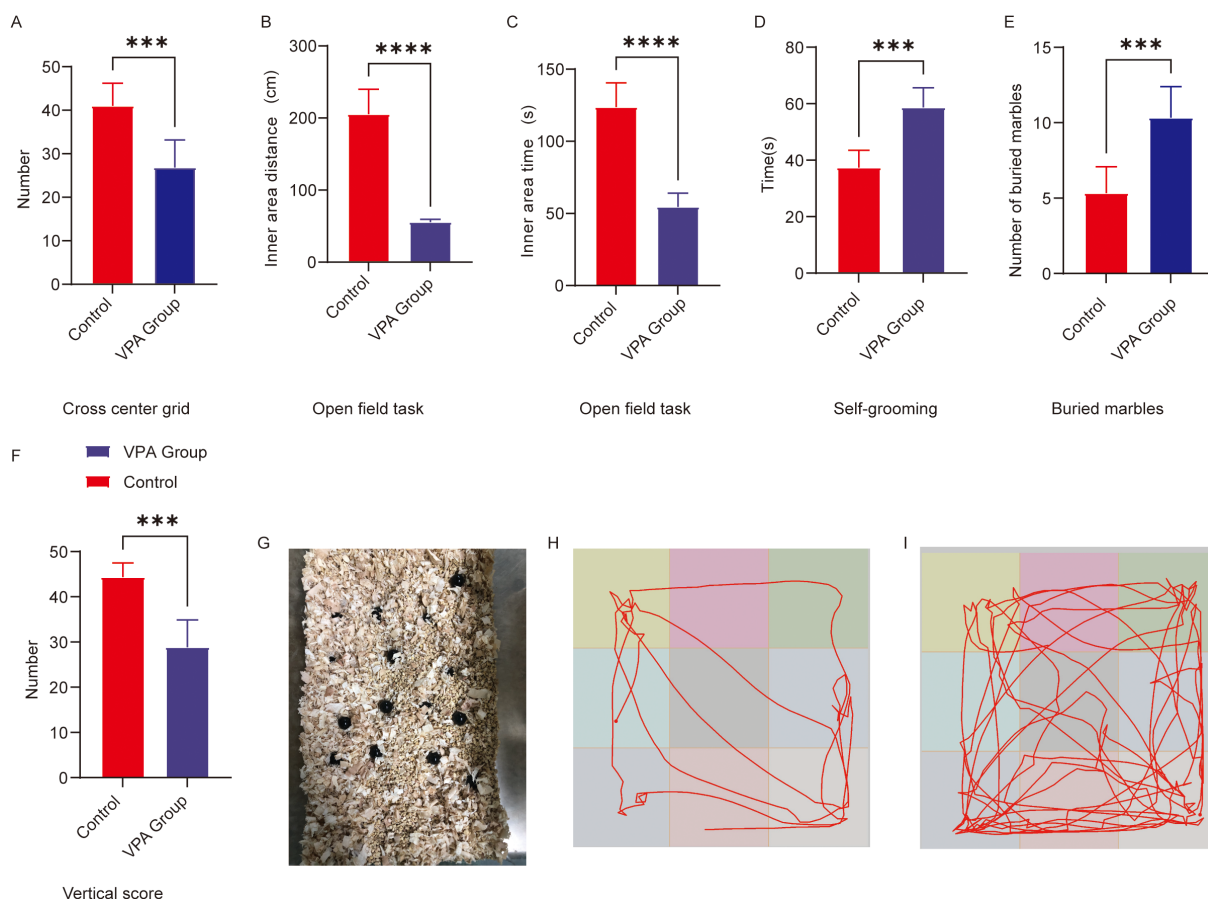 A
***
Number
50
40
30
20
10
0
Control
VPA Group
Cross center grid
B
****
Inner area distance (cm)
300
200
100
0
Control
VPA Group
Open field task
C
****
Inner area time (s)
150
100
50
0
Control
VPA Group
Open field task
D
***
Time(s)
80
60
40
20
0
Control
VPA Group
Self-grooming
E
***
Number of buried marbles
15
10
5
0
Control
VPA Group
Buried marbles
F
VPA Group
Control
***
Number
50
40
30
20
10
0
Control
VPA Group
Vertical score
G
H
I